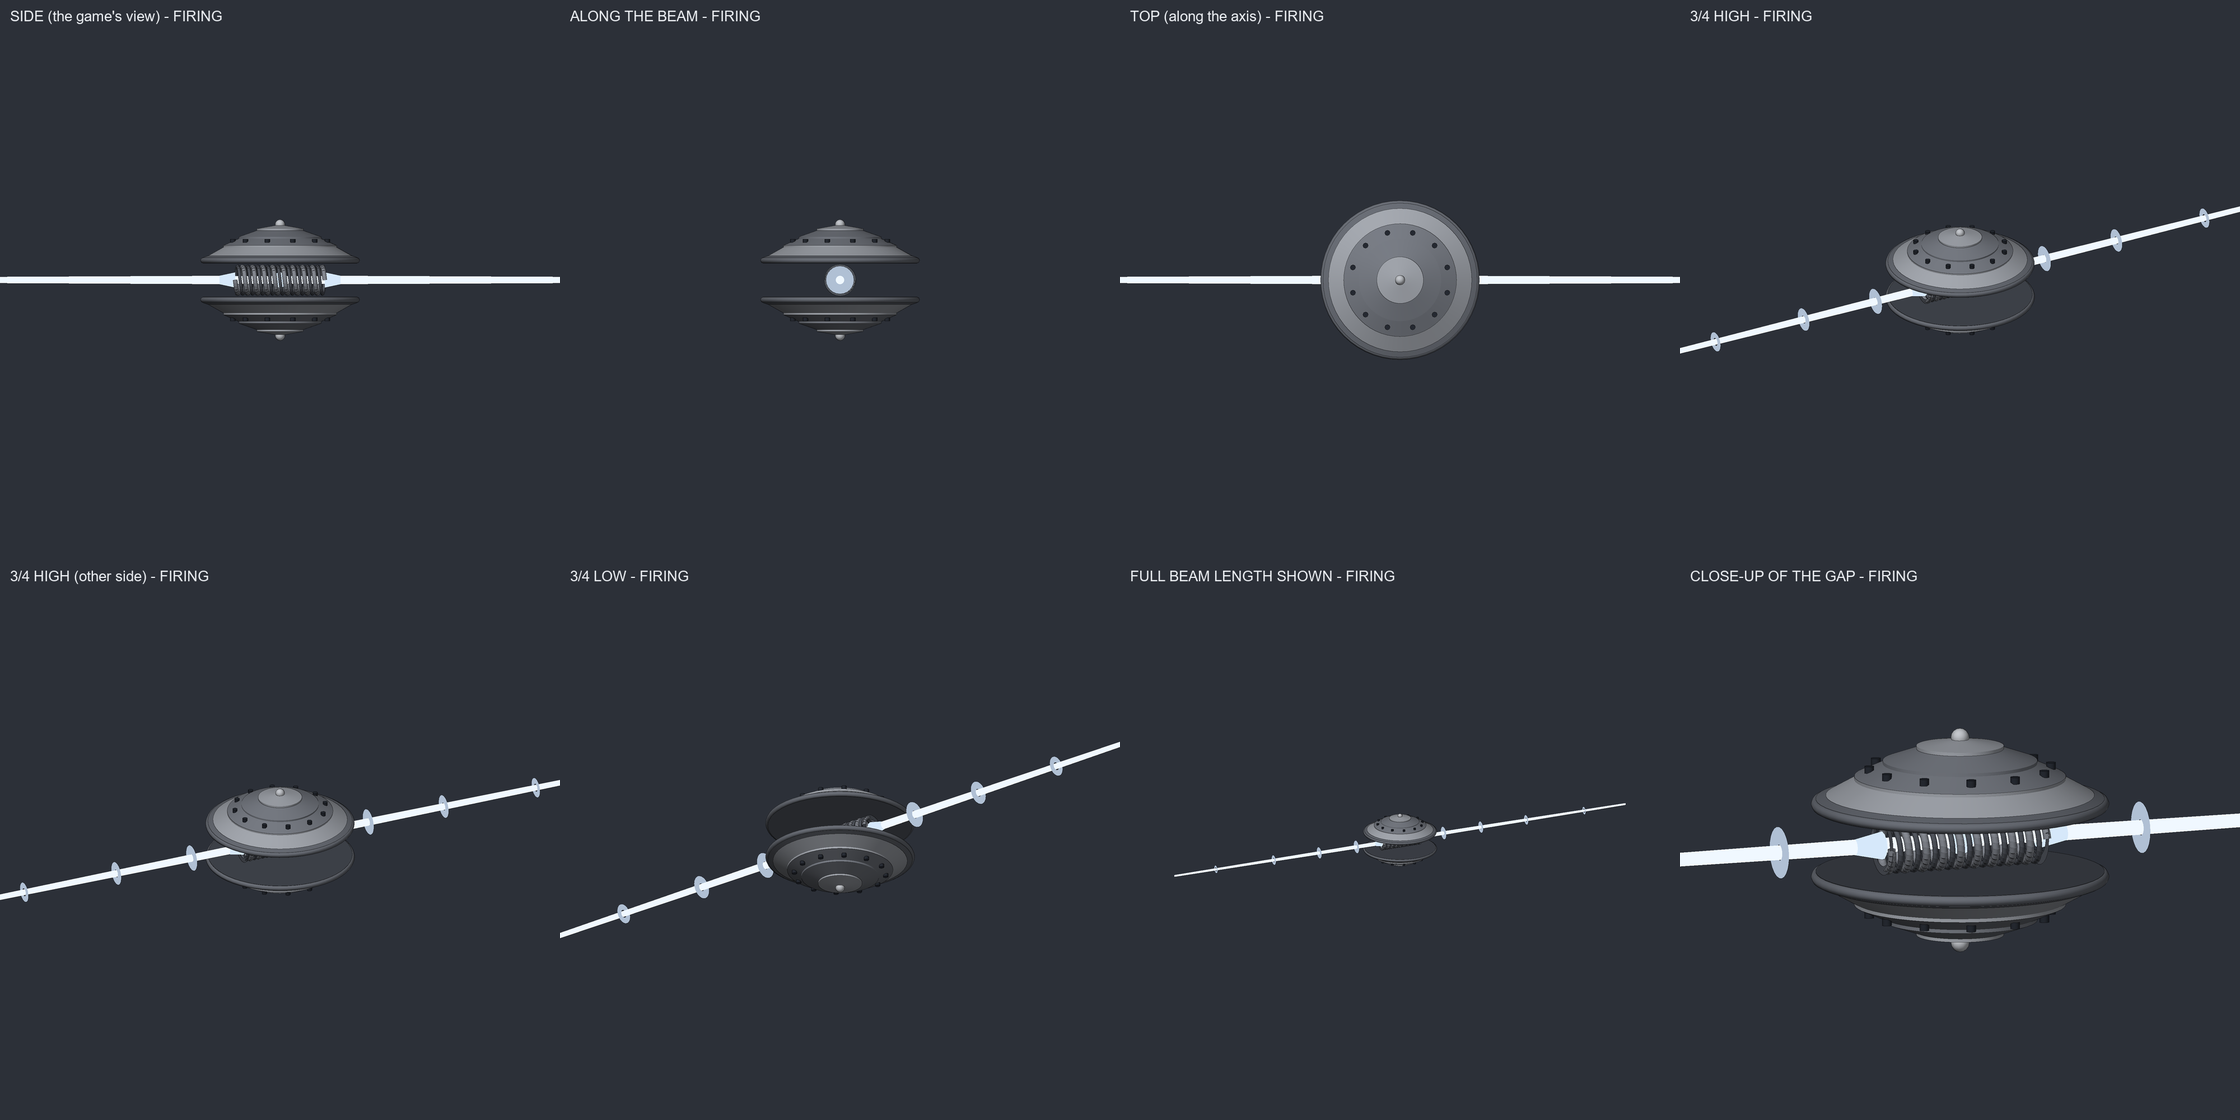 SIDE (the game's view) - FIRING
ALONG THE BEAM - FIRING
TOP (along the axis) - FIRING
3/4 HIGH - FIRING
3/4 HIGH (other side) - FIRING
3/4 LOW - FIRING
FULL BEAM LENGTH SHOWN - FIRING
CLOSE-UP OF THE GAP - FIRING